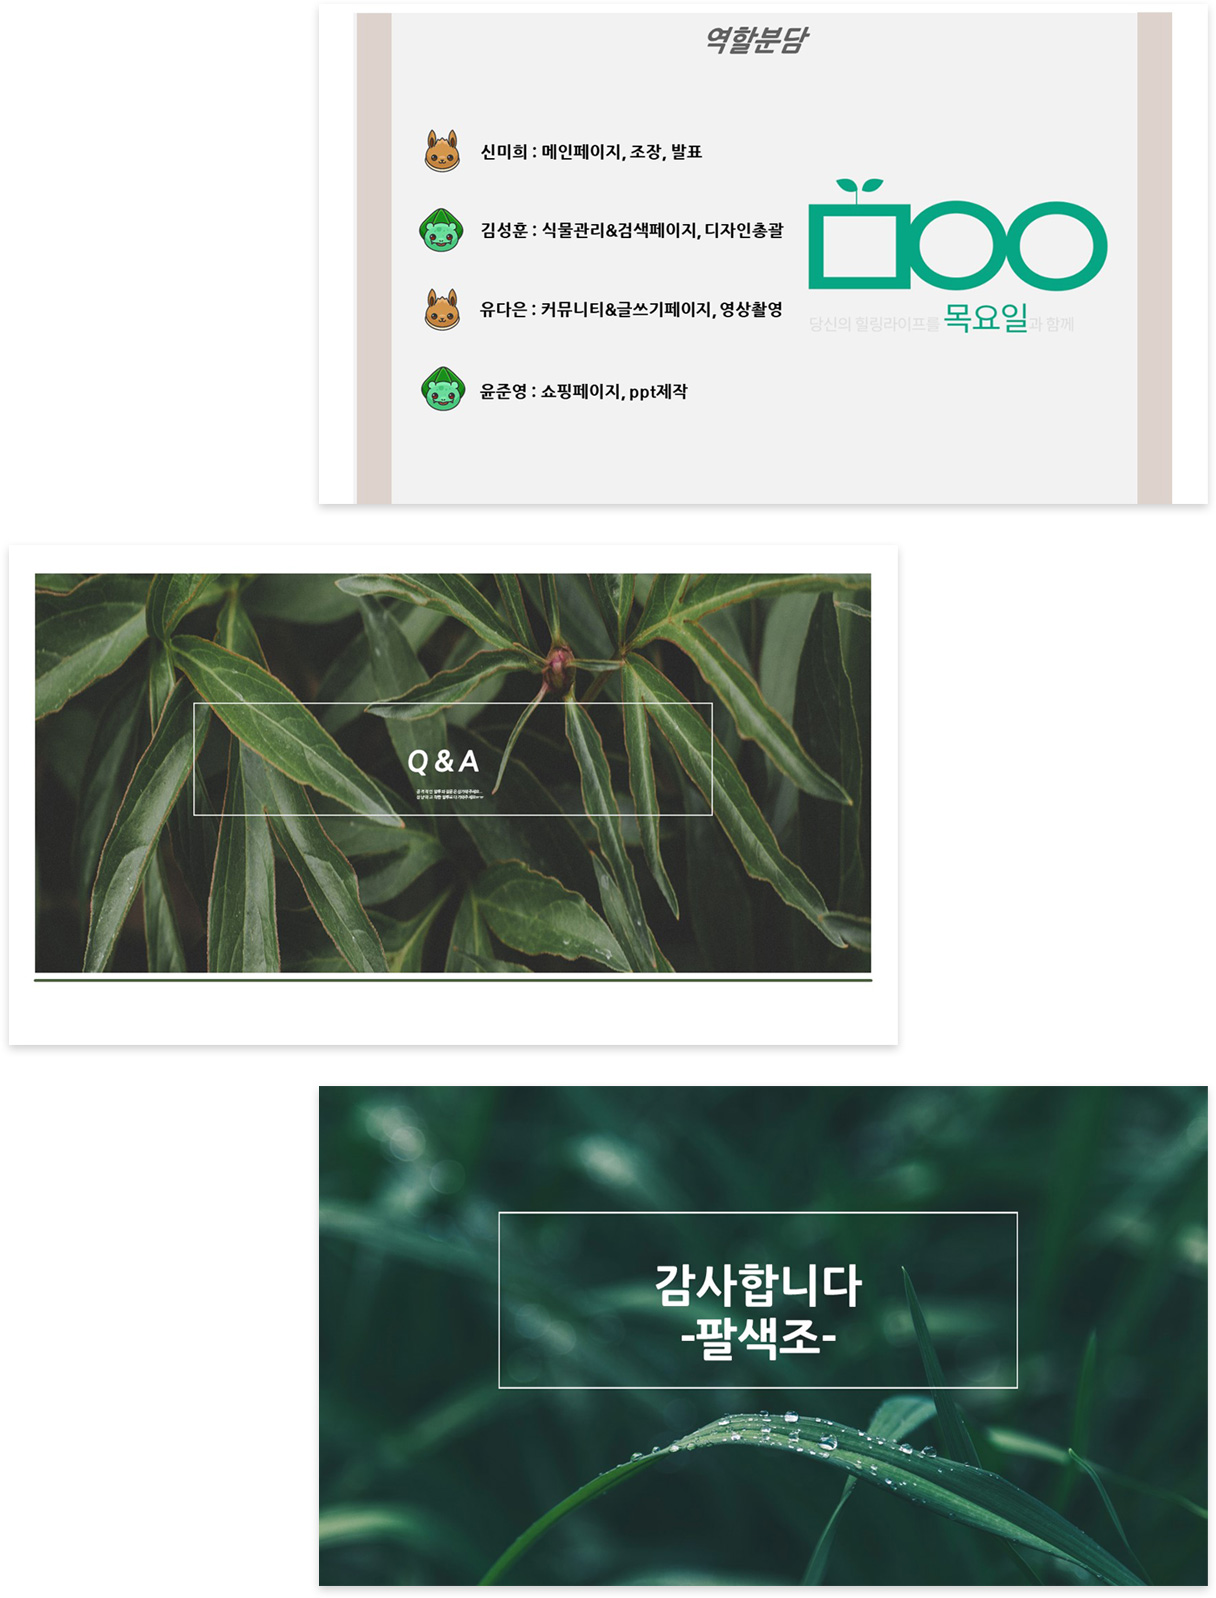 역할분담
신미희 : 메인페이지, 조장, 발표
김성훈 : 식물관리&검색페이지, 디자인총괄
유다은 : 커뮤니티&글쓰기페이지, 영상촬영
윤준영 : 쇼핑페이지, ppt제작
당신의 힐링라이프를 목요일과 함께
Q & A
감사합니다
-팔색조-